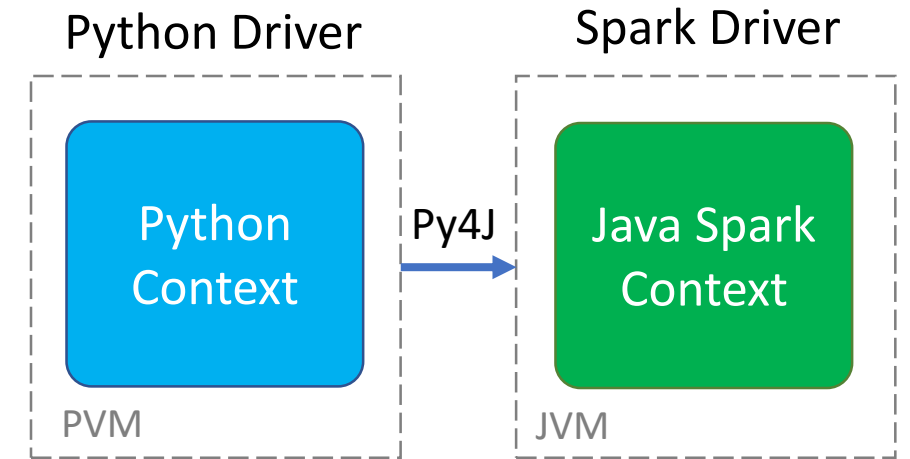 Python Driver
Spark Driver
Python
Context
Py4J
Java Spark
Context
PVM
JVM